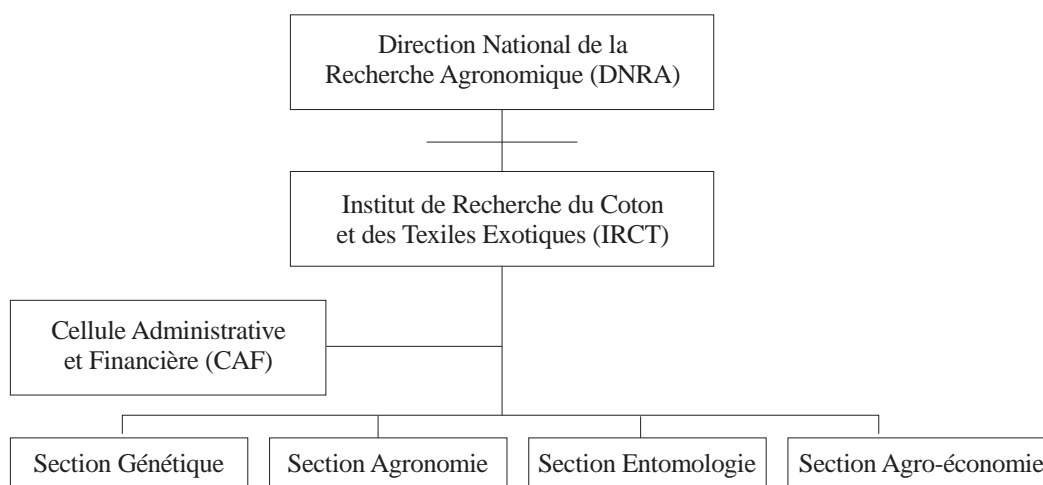 Direction National de la
Recherche Agronomique (DNRA)
Institut de Recherche du Coton
et des Texiles Exotiques (IRCT)
Cellule Administrative
et Financière (CAF)
Section Génétique
Section Agronomie
Section Entomologie
Section Agro-économie